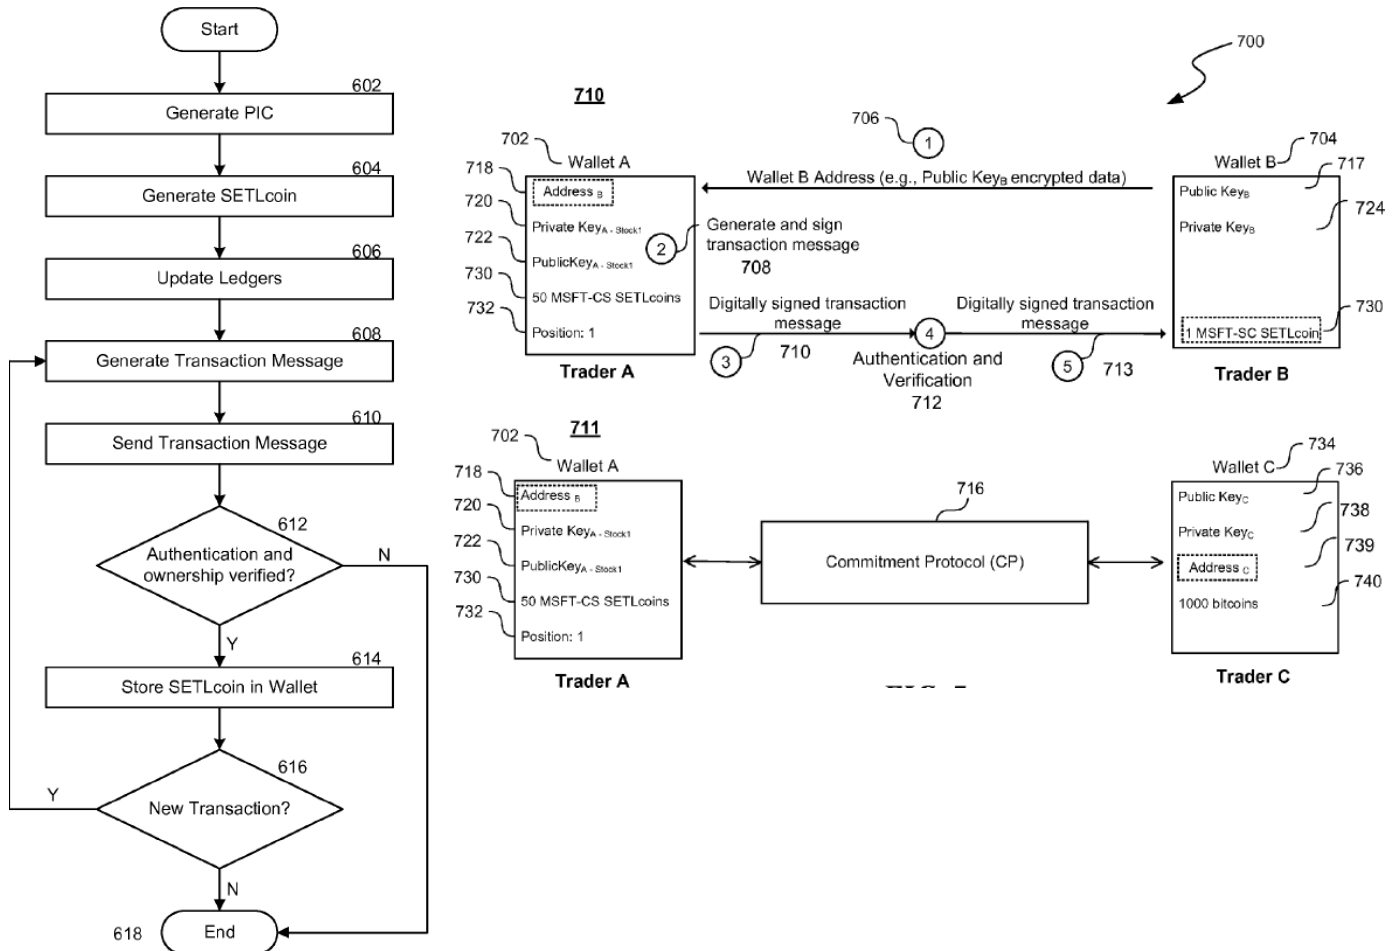 Start
602
Generate PIC
604
Generate SETLcoin
606
Update Ledgers
608
Generate Transaction Message
610
Send Transaction Message
612
Authentication and
ownership verified?
N
Y
614
Store SETLcoin in Wallet
616
New Transaction?
Y
N
618
End
700
710
706
1
702
Wallet A
718
Address B
720
Private KeyA - Stock1
722
PublicKeyA - Stock1
730
50 MSFT-CS SETLcoins
732
Position: 1
Trader A
Wallet B Address (e.g., Public KeyB encrypted data)
2
Generate and sign
transaction message
708
Digitally signed transaction
message
3
710
4
Authentication and
Verification
712
Digitally signed transaction
message
5
713
704
Wallet B
717
Public KeyB
724
Private KeyB
730
1 MSFT-SC SETLcoin
Trader B
711
702
Wallet A
718
Address B
720
Private KeyA - Stock1
722
PublicKeyA - Stock1
730
50 MSFT-CS SETLcoins
732
Position: 1
Trader A
716
Commitment Protocol (CP)
734
Wallet C
736
Public KeyC
738
Private KeyC
739
Address C
740
1000 bitcoins
Trader C